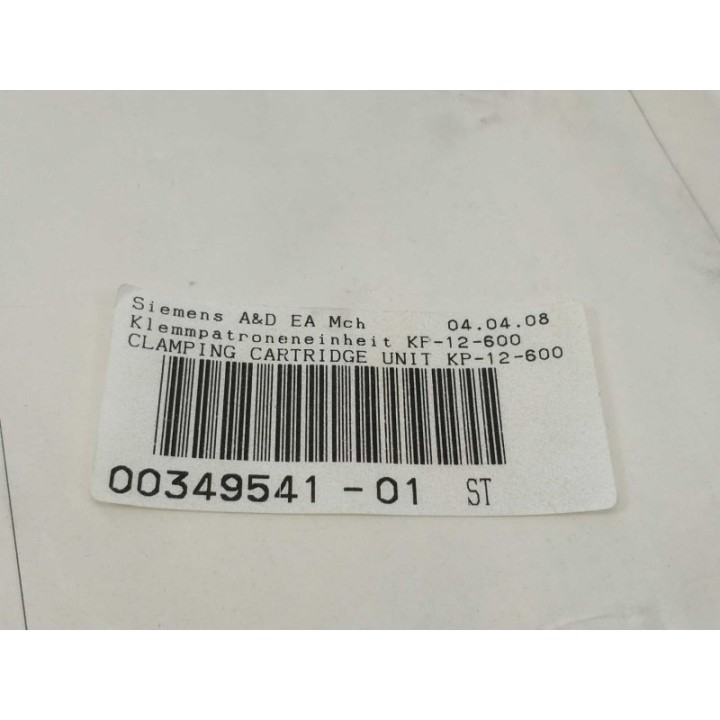 Siemens A&D EA Mch 04.04.08
Klemmpatroneneinheit KP-12-600
CLAMPING CARTRIDGE UNIT KP-12-600
00349541-01 ST